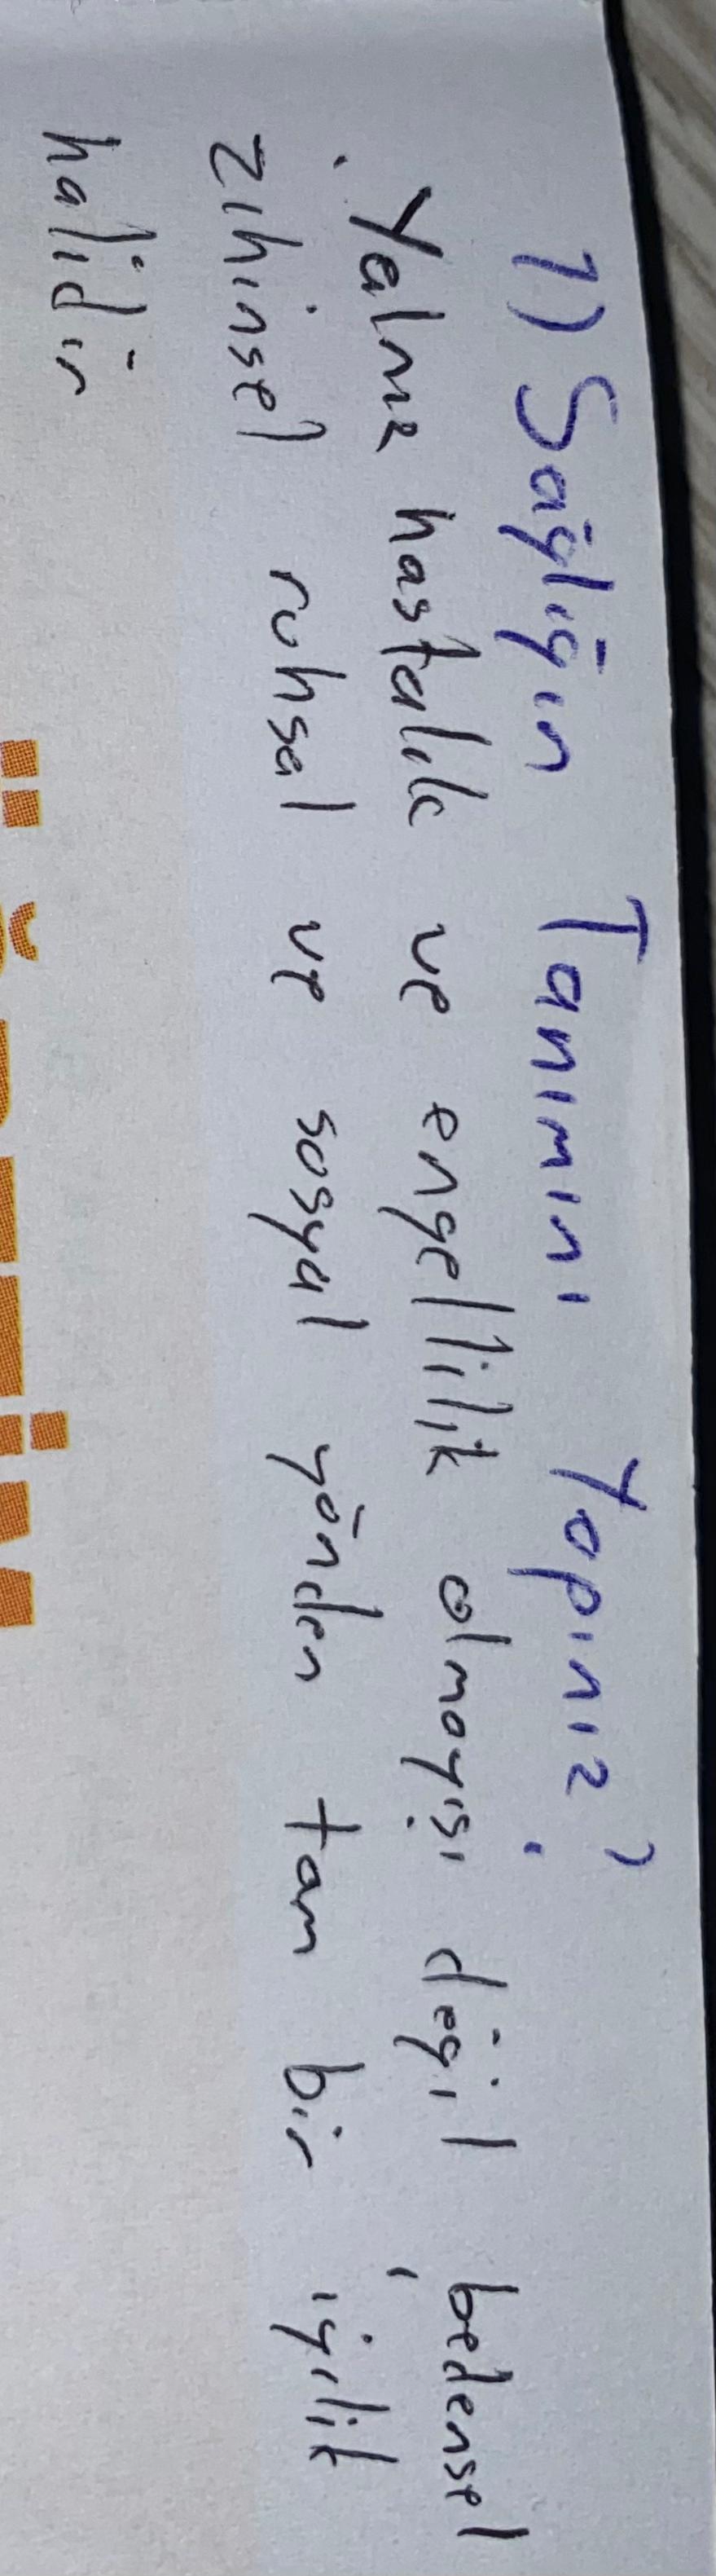 1) Sağlığın Tanımını Yapınız?
Yalnız hastalık ve engellilik olmayışı değil, bedensel
zihinsel ruhsal ve sosyal yönden tam bir iyilik
halidir